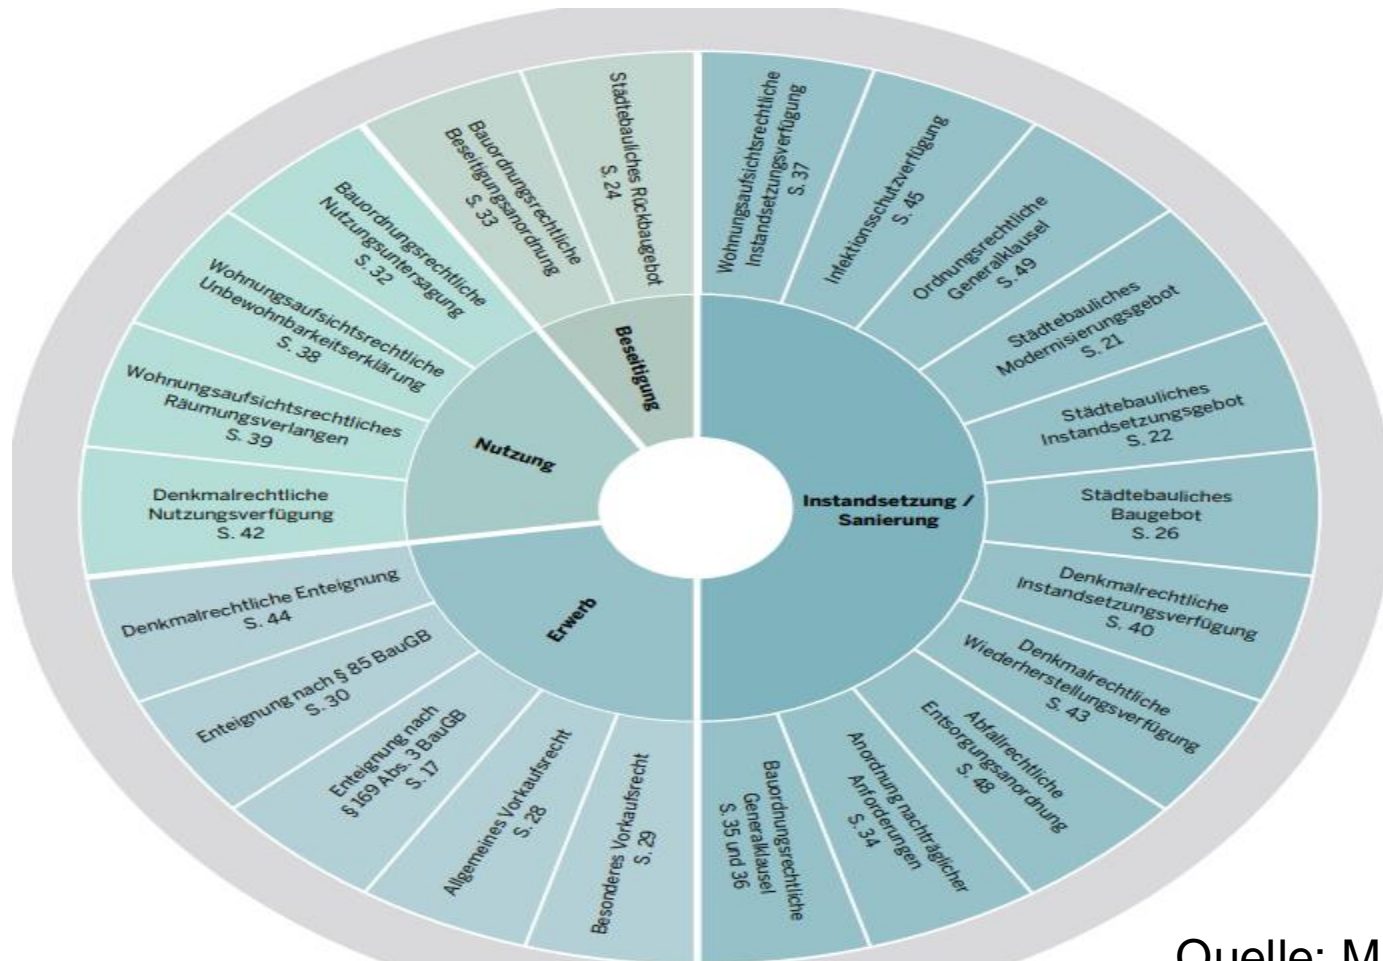 Städtebauliches Rückbaugebot
S. 24
Bauordnungsrechtliche
Beseitigungsanordnung
S. 33
Bauordnungsrechtliche
Nutzungsuntersagung
S. 32
Wohnungsaufsichtsrechtliche
Unbewohnbarkeitserklärung
S. 38
Wohnungsaufsichtsrechtliches
Räumungsverlangen
S. 39
Denkmalrechtliche
Nutzungsverfügung
S. 42
Denkmalrechtliche Enteignung
S. 44
Enteignung nach § 85 BauGB
S. 30
Enteignung nach
§ 169 Abs. 3 BauGB
S. 17
Allgemeines Vorkaufsrecht
S. 28
Besonderes Vorkaufsrecht
S. 29
Wohnungsaufsichtsrechtliche
Instandsetzungsverfügung
S. 37
Infektionsschutzverfügung
S. 45
Ordnungsrechtliche
Generalklausel
S. 49
Städtebauliches
Modernisierungsgebot
S. 21
Städtebauliches
Instandsetzungsgebot
S. 22
Städtebauliches
Baugebot
S. 26
Denkmalrechtliche
Instandsetzungsverfügung
S. 40
Denkmalrechtliche
Wiederherstellungsverfügung
S. 43
Abfallrechtliche
Entsorgungsanordnung
S. 48
Anordnung nachträglicher
Anforderungen
S. 34
Bauordnungsrechtliche
Generalklausel
S. 35 und 36
Beseitigung
Nutzung
Erwerb
Instandsetzung /
Sanierung
Quelle: M